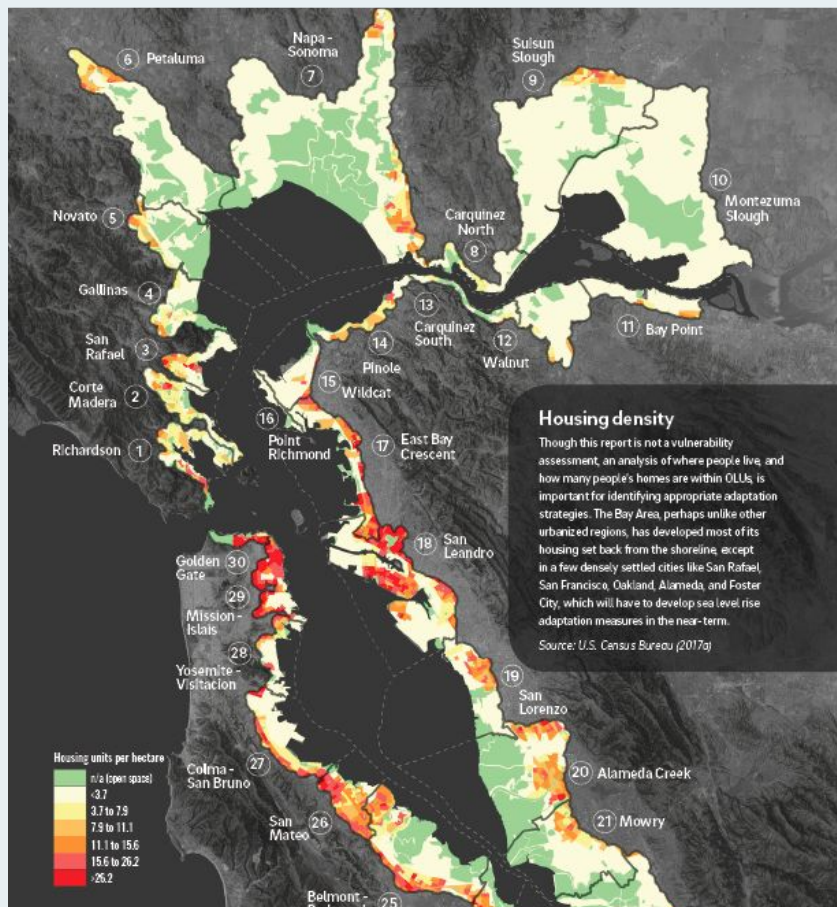 6 Petaluma
Napa -
Sonoma
7
Suisun
Slough
9
10
Montezuma
Slough
Novato 5
Carquinez
North
8
Gallinas
4
San
Rafael 3
13
Carquinez
South
11 Bay Point
12
Walnut
14
Pinole
Corte
Madera 2
15
Wildcat
16
Point
Richmond
Richardson 1
17 East Bay
Crescent
18 San
Leandro
Golden
Gate 30
29
Mission -
Islais
28
Yosemite -
Visitacion
19
San
Lorenzo
27
Colma -
San Bruno
20 Alameda Creek
21 Mowry
San
Mateo 26
Belmont -
25
Housing density
Though this report is not a vulnerability
assessment, an analysis of where people live, and
how many people's homes are within OLUs, is
important for identifying appropriate adaptation
strategies. The Bay Area, perhaps unlike other
urbanized regions, has developed most of its
housing set back from the shoreline, except
in a few densely settled cities like San Rafael,
San Francisco, Oakland, Alameda, and Foster
City, which will have to develop sea level rise
adaptation measures in the near-term.
Source: U.S. Census Bureau (2017a)
Housing units per hectare
n/a (open space)
<3.7
3.7 to 7.9
7.9 to 11.1
11.1 to 15.6
15.6 to 26.2
>26.2